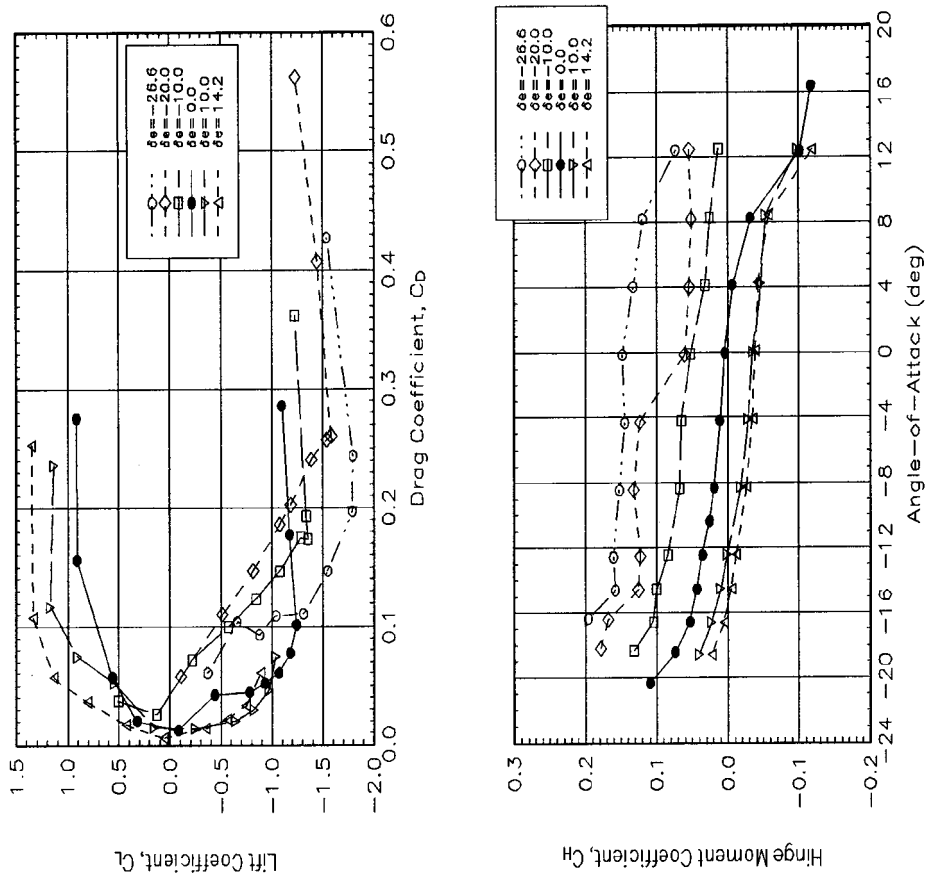 1.5
1.0
0.5
0.0
−0.5
−1.0
−1.5
−2.0
Lift Coefficient, CL
0.0
0.1
0.2
0.3
0.4
0.5
0.6
Drag Coefficient, CD
δe=−26.6
δe=−20.0
δe=−10.0
δe=0.0
δe=10.0
δe=14.2
0.3
0.2
0.1
0.0
−0.1
−0.2
Hinge Moment Coefficient, CH
−24
−20
−16
−12
−8
−4
0
4
8
12
16
20
Angle−of−Attack (deg)
δe=−26.6
δe=−20.0
δe=−10.0
δe=0.0
δe=10.0
δe=14.2